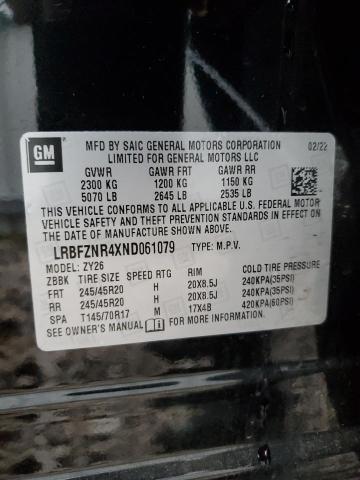 GM
MFD BY SAIC GENERAL MOTORS CORPORATION 02/22
LIMITED FOR GENERAL MOTORS LLC
GVWR GAWR FRT GAWR RR
2300 KG 1200 KG 1150 KG
5070 LB 2645 LB 2535 LB
THIS VEHICLE CONFORMS TO ALL APPLICABLE U.S. FEDERAL MOTOR
VEHICLE SAFETY AND THEFT PREVENTION STANDARDS IN EFFECT ON
THE DATE OF MANUFACTURE SHOWN ABOVE.
LRBFZNR4XND061079 TYPE: M.P.V.
MODEL: ZY26
ZBBK TIRE SIZE SPEED RTG RIM COLD TIRE PRESSURE
FRT 245/45R20 H 20X8.5J 240KPA(35PSI)
RR 245/45R20 H 20X8.5J 240KPA(35PSI)
SPA T145/70R17 M 17X4B 420KPA(60PSI)
SEE OWNER MANUAL FOR ADDITIONAL INFORMATION.